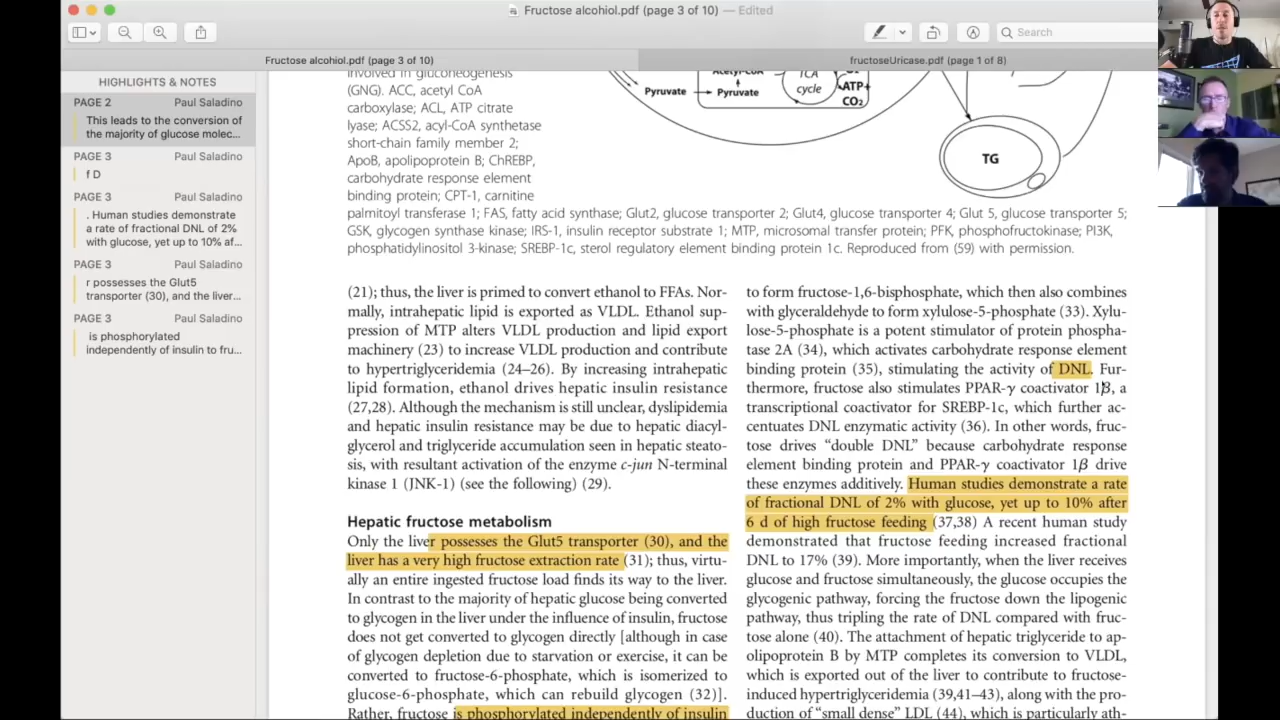 Fructose alcohiol.pdf (page 3 of 10) — Edited
Search
Fructose alcohiol.pdf (page 3 of 10)
fructoseUricase.pdf (page 1 of 8)
HIGHLIGHTS & NOTES
PAGE 2 Paul Saladino
This leads to the conversion of
the majority of glucose molec...
PAGE 3 Paul Saladino
f D
PAGE 3 Paul Saladino
. Human studies demonstrate
a rate of fractional DNL of 2%
with glucose, yet up to 10% af...
PAGE 3 Paul Saladino
r possesses the Glut5
transporter (30), and the liver...
PAGE 3 Paul Saladino
is phosphorylated
independently of insulin to fru...
involved in gluconeogenesis
(GNG). ACC, acetyl CoA
carboxylase; ACL, ATP citrate
lyase; ACSS2, acyl-CoA synthetase
short-chain family member 2;
ApoB, apolipoprotein B; ChREBP,
carbohydrate response element
binding protein; CPT-1, carnitine
palmitoyl transferase 1; FAS, fatty acid synthase; Glut2, glucose transporter 2; Glut4, glucose transporter 4; Glut 5, glucose transporter 5;
GSK, glycogen synthase kinase; IRS-1, insulin receptor substrate 1; MTP, microsomal transfer protein; PFK, phosphofructokinase; PI3K,
phosphatidylinositol 3-kinase; SREBP-1c, sterol regulatory element binding protein 1c. Reproduced from (59) with permission.
Acetyl-CoA
Pyruvate
Pyruvate
TCA
cycle
ATP+
CO2
TG
(21); thus, the liver is primed to convert ethanol to FFAs. Nor-
mally, intrahepatic lipid is exported as VLDL. Ethanol sup-
pression of MTP alters VLDL production and lipid export
machinery (23) to increase VLDL production and contribute
to hypertriglyceridemia (24–26). By increasing intrahepatic
lipid formation, ethanol drives hepatic insulin resistance
(27,28). Although the mechanism is still unclear, dyslipidemia
and hepatic insulin resistance may be due to hepatic diacyl-
glycerol and triglyceride accumulation seen in hepatic steato-
sis, with resultant activation of the enzyme c-jun N-terminal
kinase 1 (JNK-1) (see the following) (29).
Hepatic fructose metabolism
Only the liver possesses the Glut5 transporter (30), and the
liver has a very high fructose extraction rate (31); thus, virtu-
ally an entire ingested fructose load finds its way to the liver.
In contrast to the majority of hepatic glucose being converted
to glycogen in the liver under the influence of insulin, fructose
does not get converted to glycogen directly [although in case
of glycogen depletion due to starvation or exercise, it can be
converted to fructose-6-phosphate, which is isomerized to
glucose-6-phosphate, which can rebuild glycogen (32)].
Rather, fructose is phosphorylated independently of insulin
to form fructose-1,6-bisphosphate, which then also combines
with glyceraldehyde to form xylulose-5-phosphate (33). Xylu-
lose-5-phosphate is a potent stimulator of protein phospha-
tase 2A (34), which activates carbohydrate response element
binding protein (35), stimulating the activity of DNL. Fur-
thermore, fructose also stimulates PPAR-γ coactivator 1β, a
transcriptional coactivator for SREBP-1c, which further ac-
centuates DNL enzymatic activity (36). In other words, fruc-
tose drives “double DNL” because carbohydrate response
element binding protein and PPAR-γ coactivator 1β drive
these enzymes additively. Human studies demonstrate a rate
of fractional DNL of 2% with glucose, yet up to 10% after
6 d of high fructose feeding (37,38) A recent human study
demonstrated that fructose feeding increased fractional
DNL to 17% (39). More importantly, when the liver receives
glucose and fructose simultaneously, the glucose occupies the
glycogenic pathway, forcing the fructose down the lipogenic
pathway, thus tripling the rate of DNL compared with fruc-
tose alone (40). The attachment of hepatic triglyceride to ap-
olipoprotein B by MTP completes its conversion to VLDL,
which is exported out of the liver to contribute to fructose-
induced hypertriglyceridemia (39,41–43), along with the pro-
duction of “small dense” LDL (44), which is particularly ath-